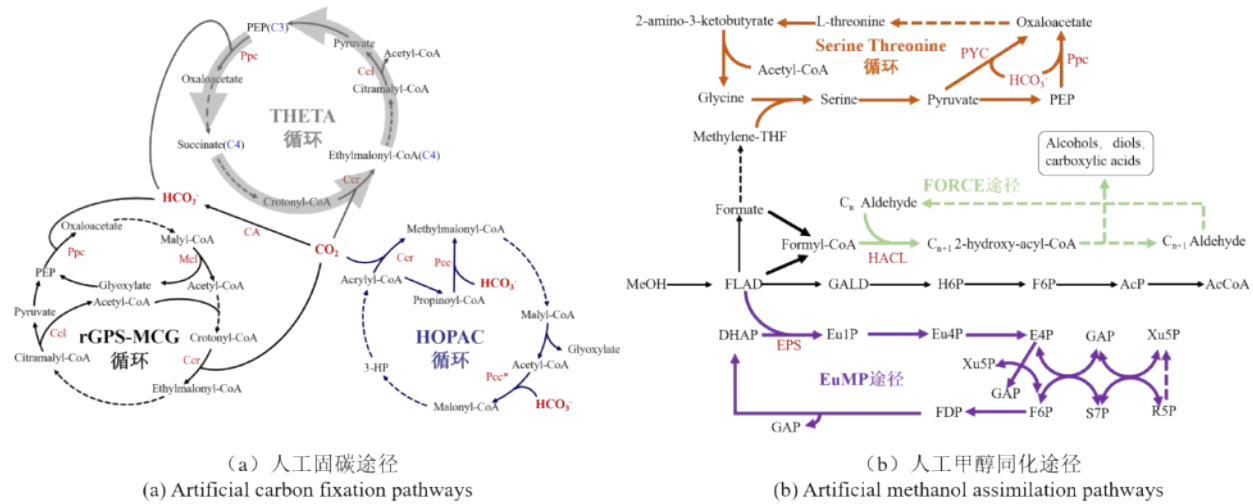 PEP(C3)
Ppc
Pyruvate
Acetyl-CoA
Ccl
Citramalyl-CoA
Oxaloacetate
THETA
循环
Succinate(C4)
Ethylmalonyl-CoA(C4)
Ccr
Crotonyl-CoA
HCO₃⁻
CA
CO₂
Oxaloacetate
Malyl-CoA
Ppc
Mcl
PEP
Glyoxylate
Acetyl-CoA
Acetyl-CoA
Pyruvate
Ccl
rGPS-MCG
循环
Crotonyl-CoA
Citramalyl-CoA
Ccr
Ethylmalonyl-CoA
Methylmalonyl-CoA
Ccr
Pcc
Acrylyl-CoA
HCO₃⁻
Propinoyl-CoA
Malyl-CoA
HOPAC
循环
Glyoxylate
3-HP
Acetyl-CoA
Pcc*
Malonyl-CoA
HCO₃⁻
(a) 人工固碳途径
(a) Artificial carbon fixation pathways
2-amino-3-ketobutyrate
L-threonine
Oxaloacetate
Serine Threonine
循环
PYC
Ppc
Acetyl-CoA
HCO₃⁻
Glycine
Serine
Pyruvate
PEP
Methylene-THF
Alcohols, diols,
carboxylic acids
FORCE途径
Formate
Cₙ Aldehyde
Formyl-CoA
HACL
Cₙ₊₁ 2-hydroxy-acyl-CoA
Cₙ₊₁ Aldehyde
MeOH
FLAD
GALD
H6P
F6P
AcP
AcCoA
DHAP
EPS
Eu1P
Eu4P
E4P
GAP
Xu5P
EuMP途径
Xu5P
GAP
FDP
F6P
S7P
R5P
GAP
(b) 人工甲醇同化途径
(b) Artificial methanol assimilation pathways